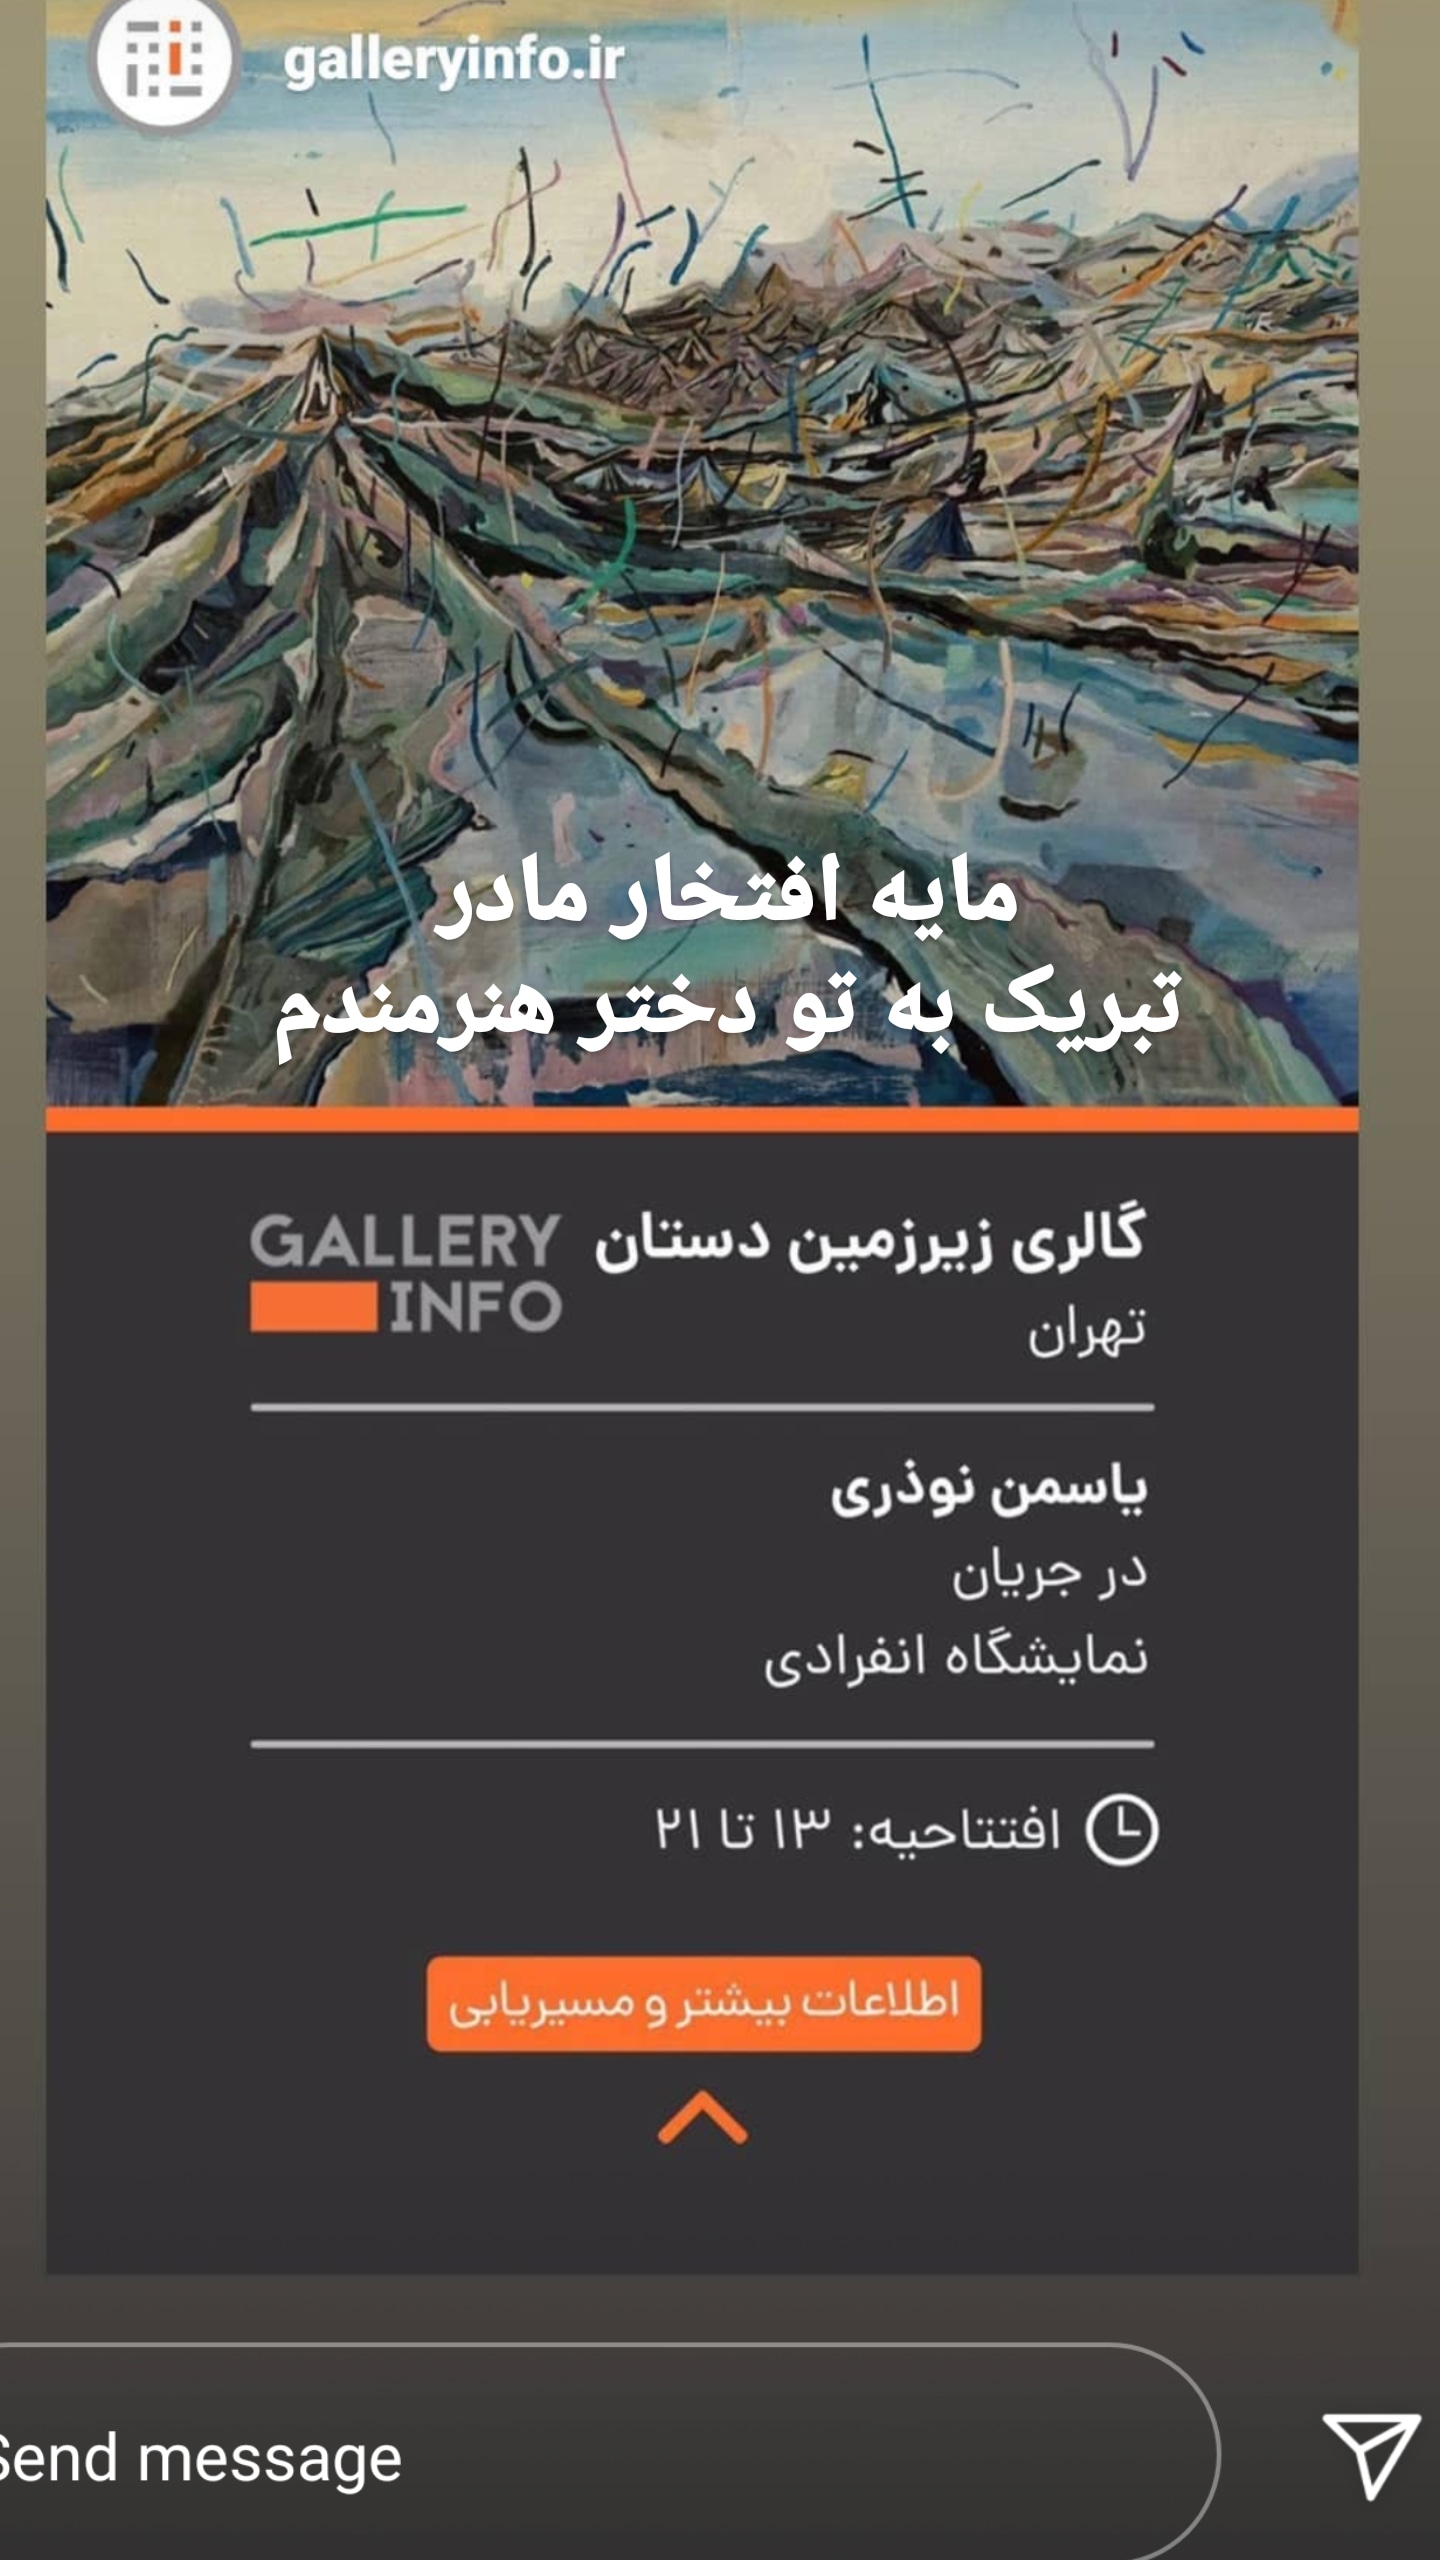 galleryinfo.ir
مایه افتخار مادر
تبریک به تو دختر هنرمندم
گالری زیرزمین دستان
تهران
GALLERY
INFO
یاسمن نوذری
در جریان
نمایشگاه انفرادی
افتتاحیه: ۱۳ تا ۲۱
اطلاعات بیشتر و مسیریابی
Send message